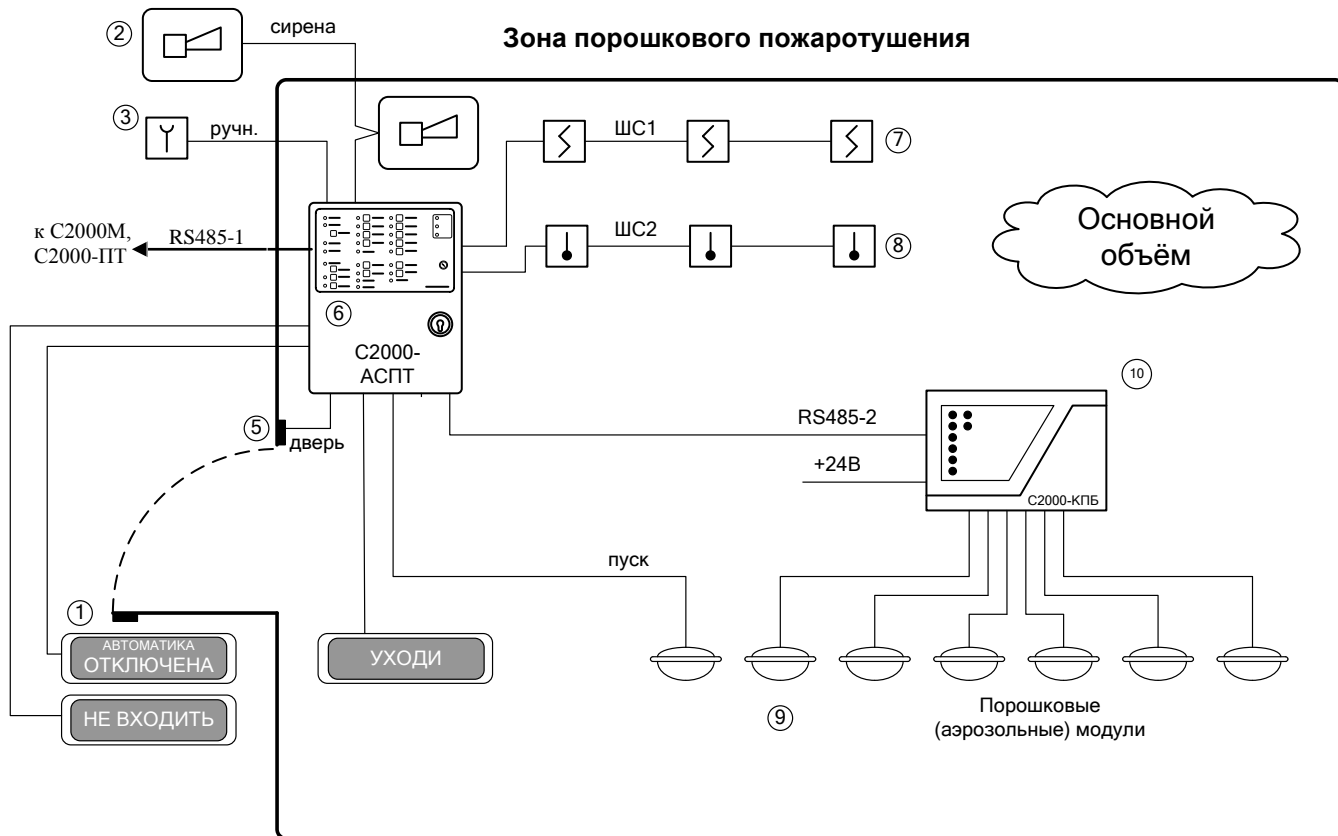 Зона порошкового пожаротушения
2
сирена
3
ручн.
ШС1
7
к С2000М,
С2000-ПТ
RS485-1
ШС2
8
Основной
объём
6
С2000-
АСПТ
10
5
дверь
RS485-2
+24В
С2000-КПБ
пуск
1
АВТОМАТИКА
ОТКЛЮЧЕНА
УХОДИ
НЕ ВХОДИТЬ
9
Порошковые
(аэрозольные) модули